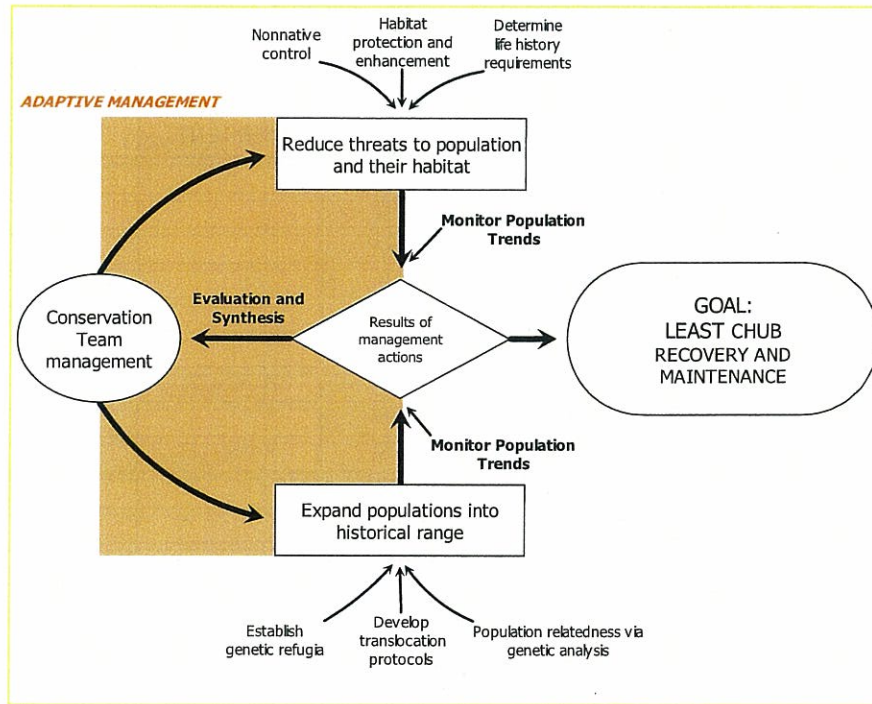 Nonnative
control
Habitat
protection and
enhancement
Determine
life history
requirements
ADAPTIVE MANAGEMENT
Reduce threats to population
and their habitat
Monitor Population
Trends
Evaluation and
Synthesis
Conservation
Team
management
Results of
management
actions
GOAL:
LEAST CHUB
RECOVERY AND
MAINTENANCE
Monitor Population
Trends
Expand populations into
historical range
Establish
genetic refugia
Develop
translocation
protocols
Population relatedness via
genetic analysis